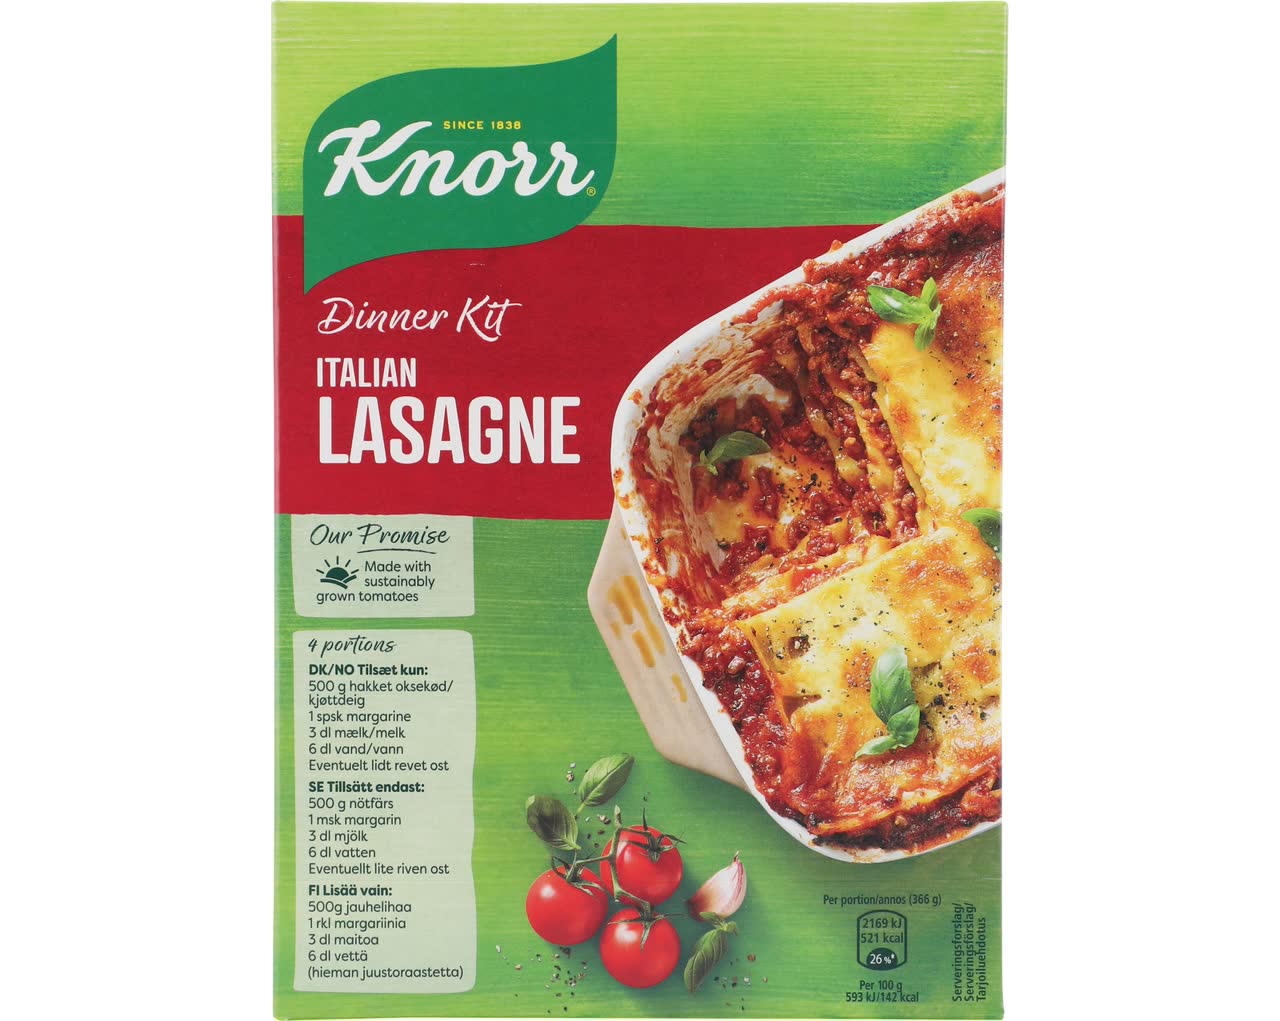 SINCE 1838
Knorr®
Dinner Kit
ITALIAN
LASAGNE
Our Promise
Made with
sustainably
grown tomatoes
4 portions
DK/NO Tilsæt kun:
500 g hakket oksekød/
kjøttdeig
1 spsk margarine
3 dl mælk/melk
6 dl vand/vann
Eventuelt lidt revet ost
SE Tillsätt endast:
500 g nötfärs
1 msk margarin
3 dl mjölk
6 dl vatten
Eventuellt lite riven ost
FI Lisää vain:
500g jauhelihaa
1 rkl margariinia
3 dl maitoa
6 dl vettä
(hieman juustoraastetta)
Per portion/annos (366 g)
2169 kJ
521 kcal
26 %*
Per 100 g
593 kJ/142 kcal
Serveringsforslag/
Serveringsförslag/
Tarjoiluehdotus